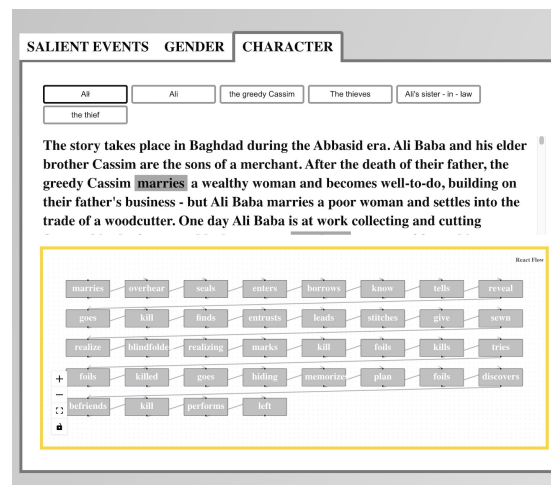 SALIENT EVENTS GENDER CHARACTER
All Ali the greedy Cassim The thieves Ali's sister - in - law
the thief
The story takes place in Baghdad during the Abbasid era. Ali Baba and his elder
brother Cassim are the sons of a merchant. After the death of their father, the
greedy Cassim marries a wealthy woman and becomes well-to-do, building on
their father's business - but Ali Baba marries a poor woman and settles into the
trade of a woodcutter. One day Ali Baba is at work collecting and cutting
React Flow
marries overhear seals enters borrows know tells reveal
goes kill finds entrusts leads stitches give sewn
realize blindfolde realizing marks kill foils kills tries
foils killed goes hiding memorize plan foils discovers
befriends kill performs left